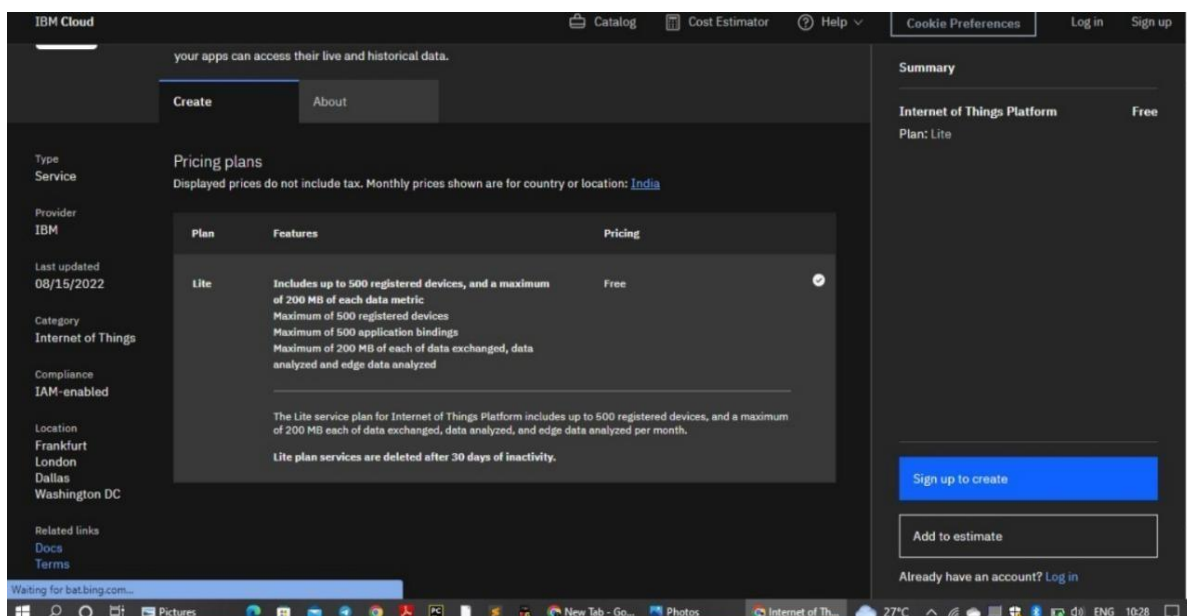 IBM Cloud
Catalog
Cost Estimator
Help
Cookie Preferences
Log in
Sign up
your apps can access their live and historical data.
Create
About
Type
Service
Provider
IBM
Last updated
08/15/2022
Category
Internet of Things
Compliance
IAM-enabled
Location
Frankfurt
London
Dallas
Washington DC
Related links
Docs
Terms
Pricing plans
Displayed prices do not include tax. Monthly prices shown are for country or location: India
Plan
Features
Pricing
Lite
Includes up to 500 registered devices, and a maximum
of 200 MB of each data metric
Maximum of 500 registered devices
Maximum of 500 application bindings
Maximum of 200 MB of each of data exchanged, data
analyzed and edge data analyzed
Free
The Lite service plan for Internet of Things Platform includes up to 500 registered devices, and a maximum
of 200 MB each of data exchanged, data analyzed, and edge data analyzed per month.
Lite plan services are deleted after 30 days of inactivity.
Summary
Internet of Things Platform
Free
Plan: Lite
Sign up to create
Add to estimate
Already have an account? Log in
Waiting for bat.bing.com...
Pictures
PC
New Tab - Go...
Photos
Internet of Th...
27°C
ENG
10:28